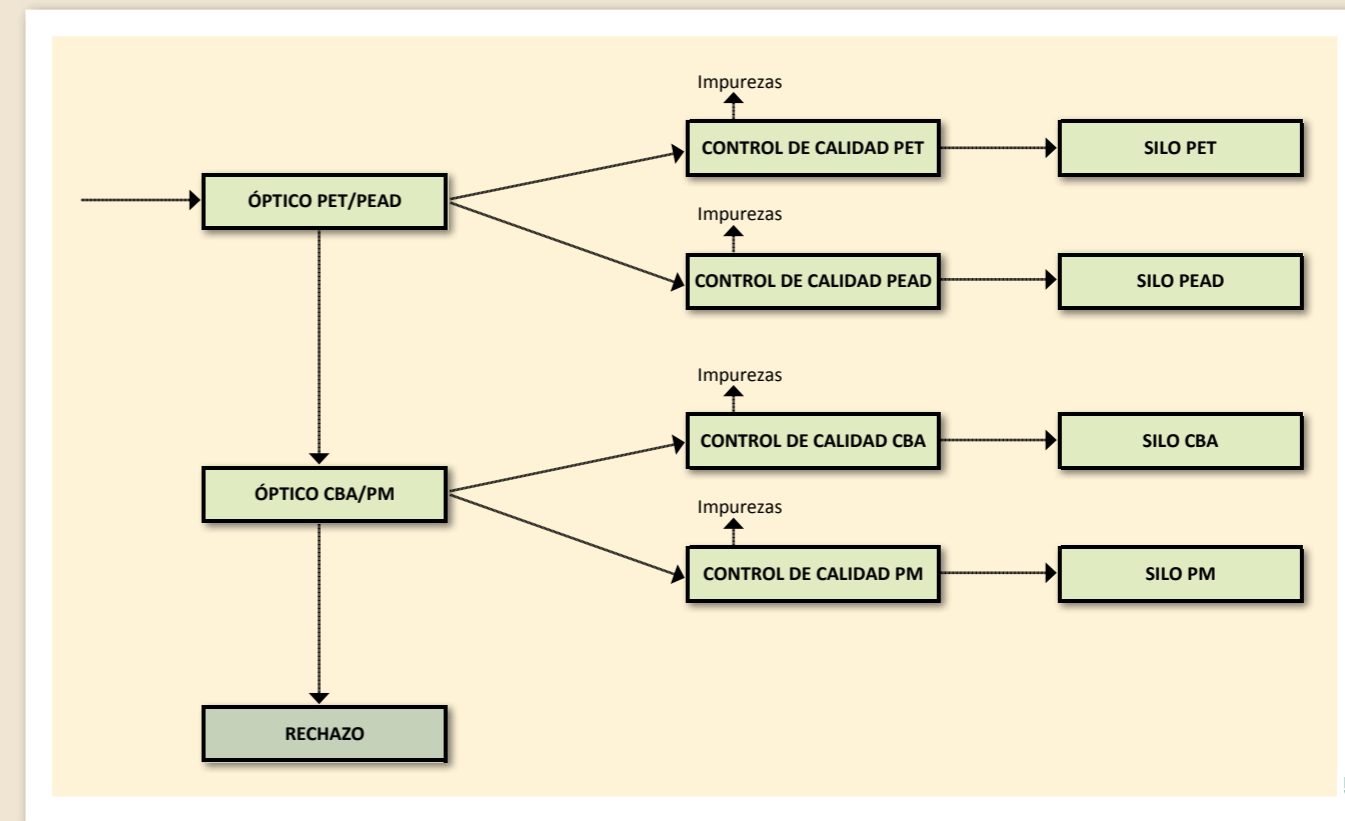 Impurezas
CONTROL DE CALIDAD PET
SILO PET
ÓPTICO PET/PEAD
Impurezas
CONTROL DE CALIDAD PEAD
SILO PEAD
Impurezas
CONTROL DE CALIDAD CBA
SILO CBA
ÓPTICO CBA/PM
Impurezas
CONTROL DE CALIDAD PM
SILO PM
RECHAZO